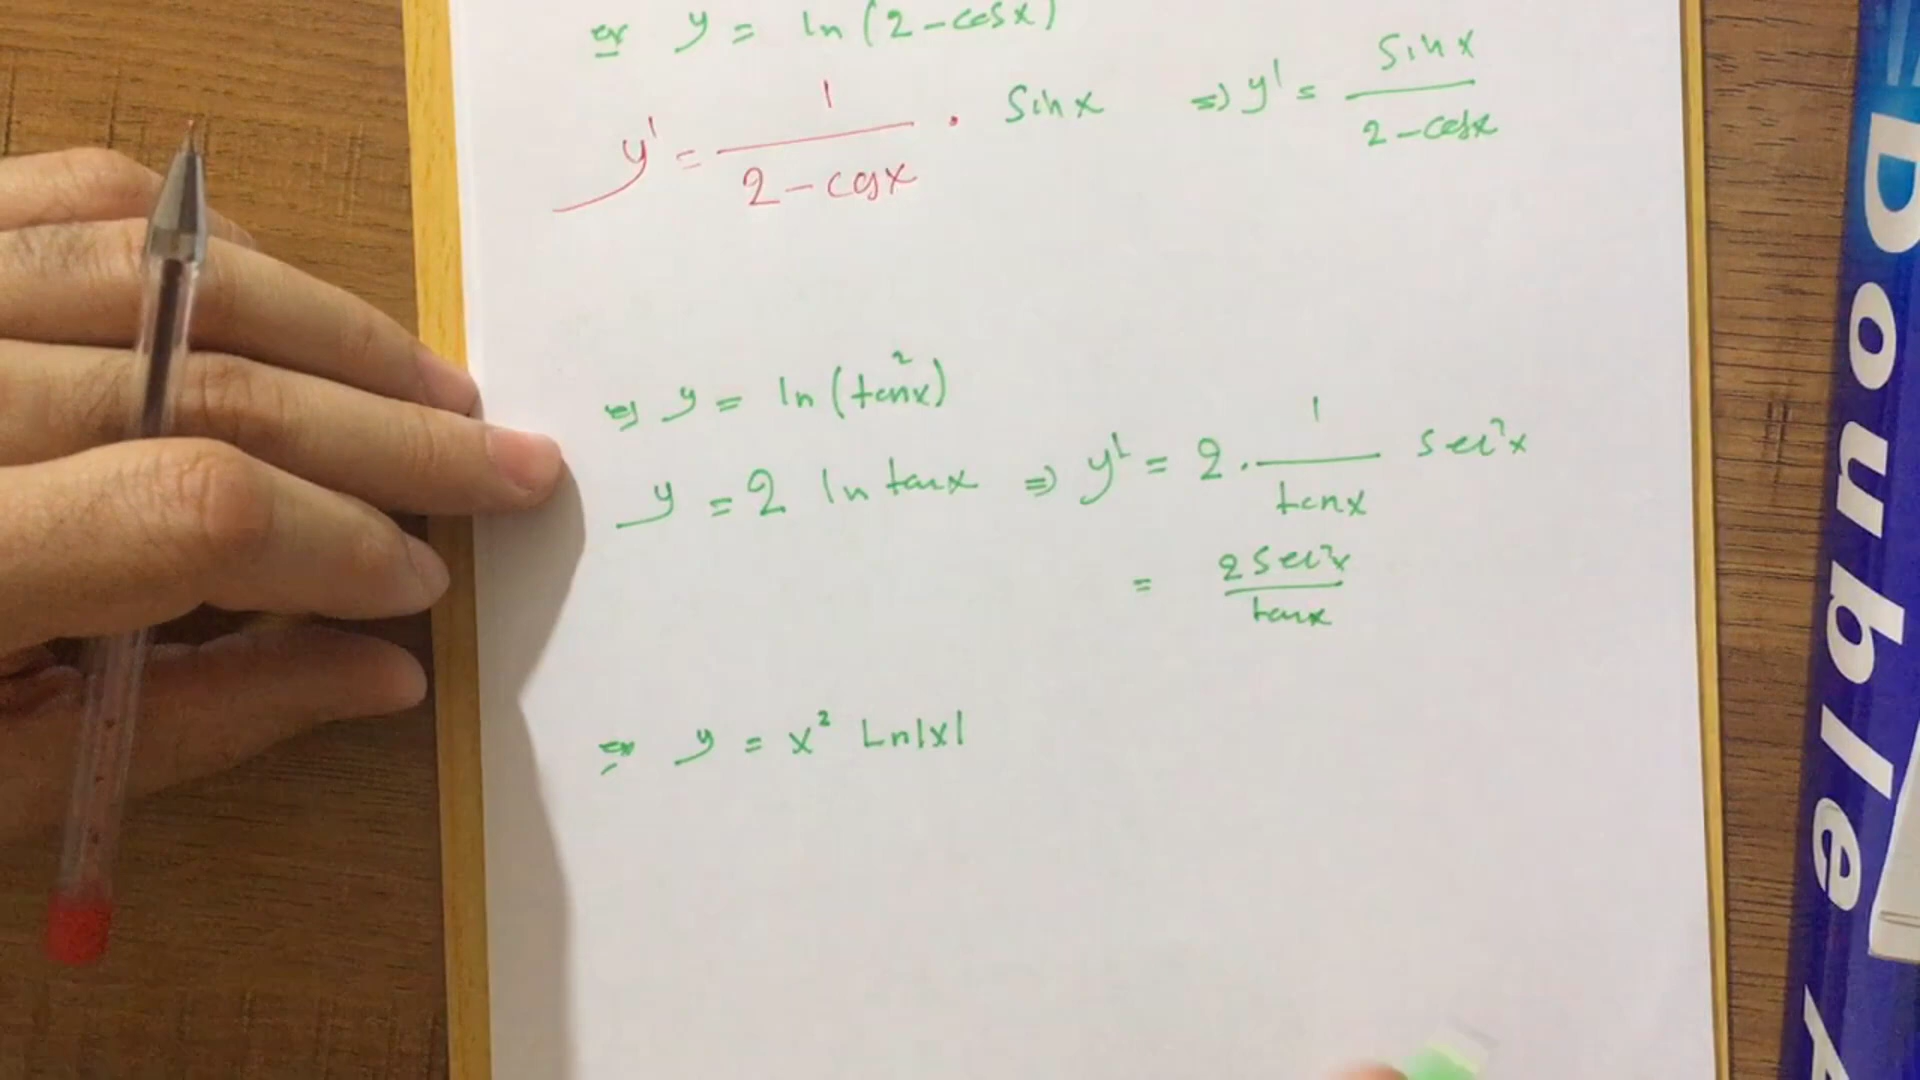 ex y = ln(2-cosx)
y' = 1/(2-cosx) · Sinx ⇒ y' = Sinx/(2-cosx)
ex y = ln(tan²x)
y = 2 ln tanx ⇒ y' = 2 · 1/tanx sec²x
= 2sec²x/tanx
ex y = x² Ln|x|
Double A